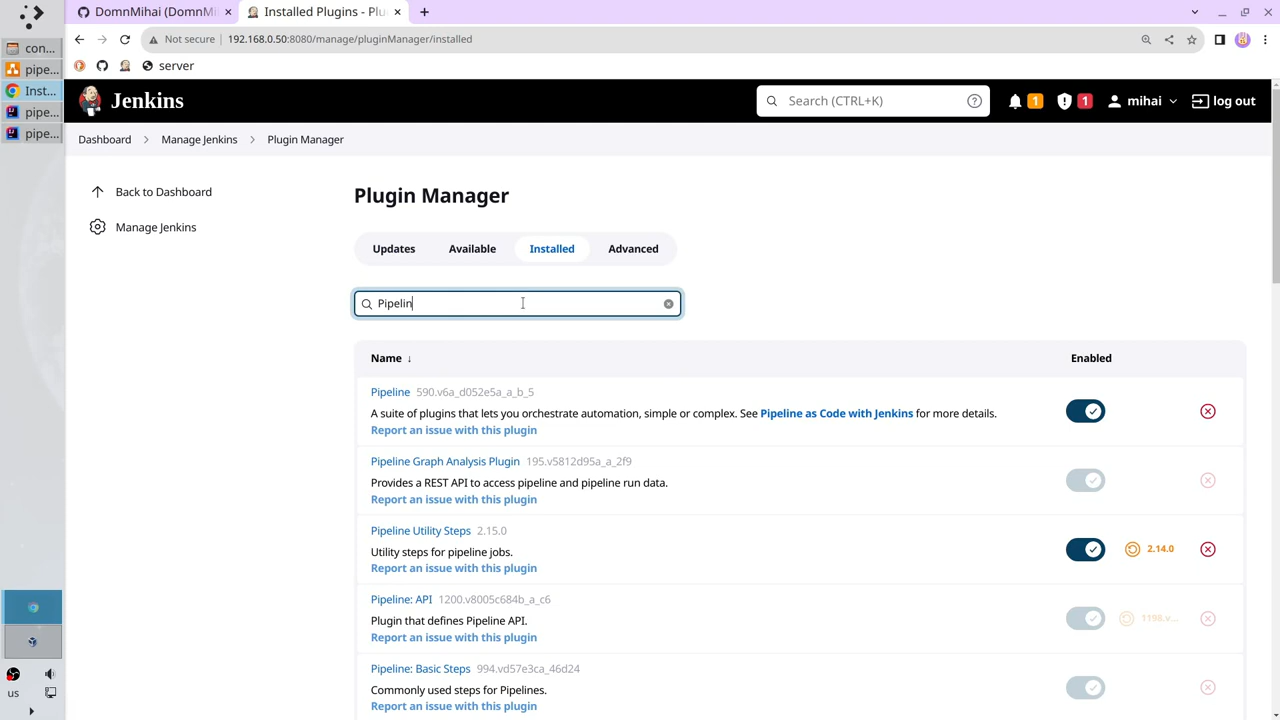 DomnMihai (DomnMi
Installed Plugins - Plu
con...
pipe...
Inst...
pipe...
pipe...
Not secure
192.168.0.50:8080/manage/pluginManager/installed
server
Jenkins
Search (CTRL+K)
1
1
mihai
log out
Dashboard
Manage Jenkins
Plugin Manager
Back to Dashboard
Manage Jenkins
Plugin Manager
Updates
Available
Installed
Advanced
Pipelin
Name ↓
Enabled
Pipeline 590.v6a_d052e5a_a_b_5
A suite of plugins that lets you orchestrate automation, simple or complex. See Pipeline as Code with Jenkins for more details.
Report an issue with this plugin
Pipeline Graph Analysis Plugin 195.v5812d95a_a_2f9
Provides a REST API to access pipeline and pipeline run data.
Report an issue with this plugin
Pipeline Utility Steps 2.15.0
Utility steps for pipeline jobs.
2.14.0
Report an issue with this plugin
Pipeline: API 1200.v8005c684b_a_c6
Plugin that defines Pipeline API.
1196.v...
Report an issue with this plugin
Pipeline: Basic Steps 994.vd57e3ca_46d24
Commonly used steps for Pipelines.
Report an issue with this plugin
us